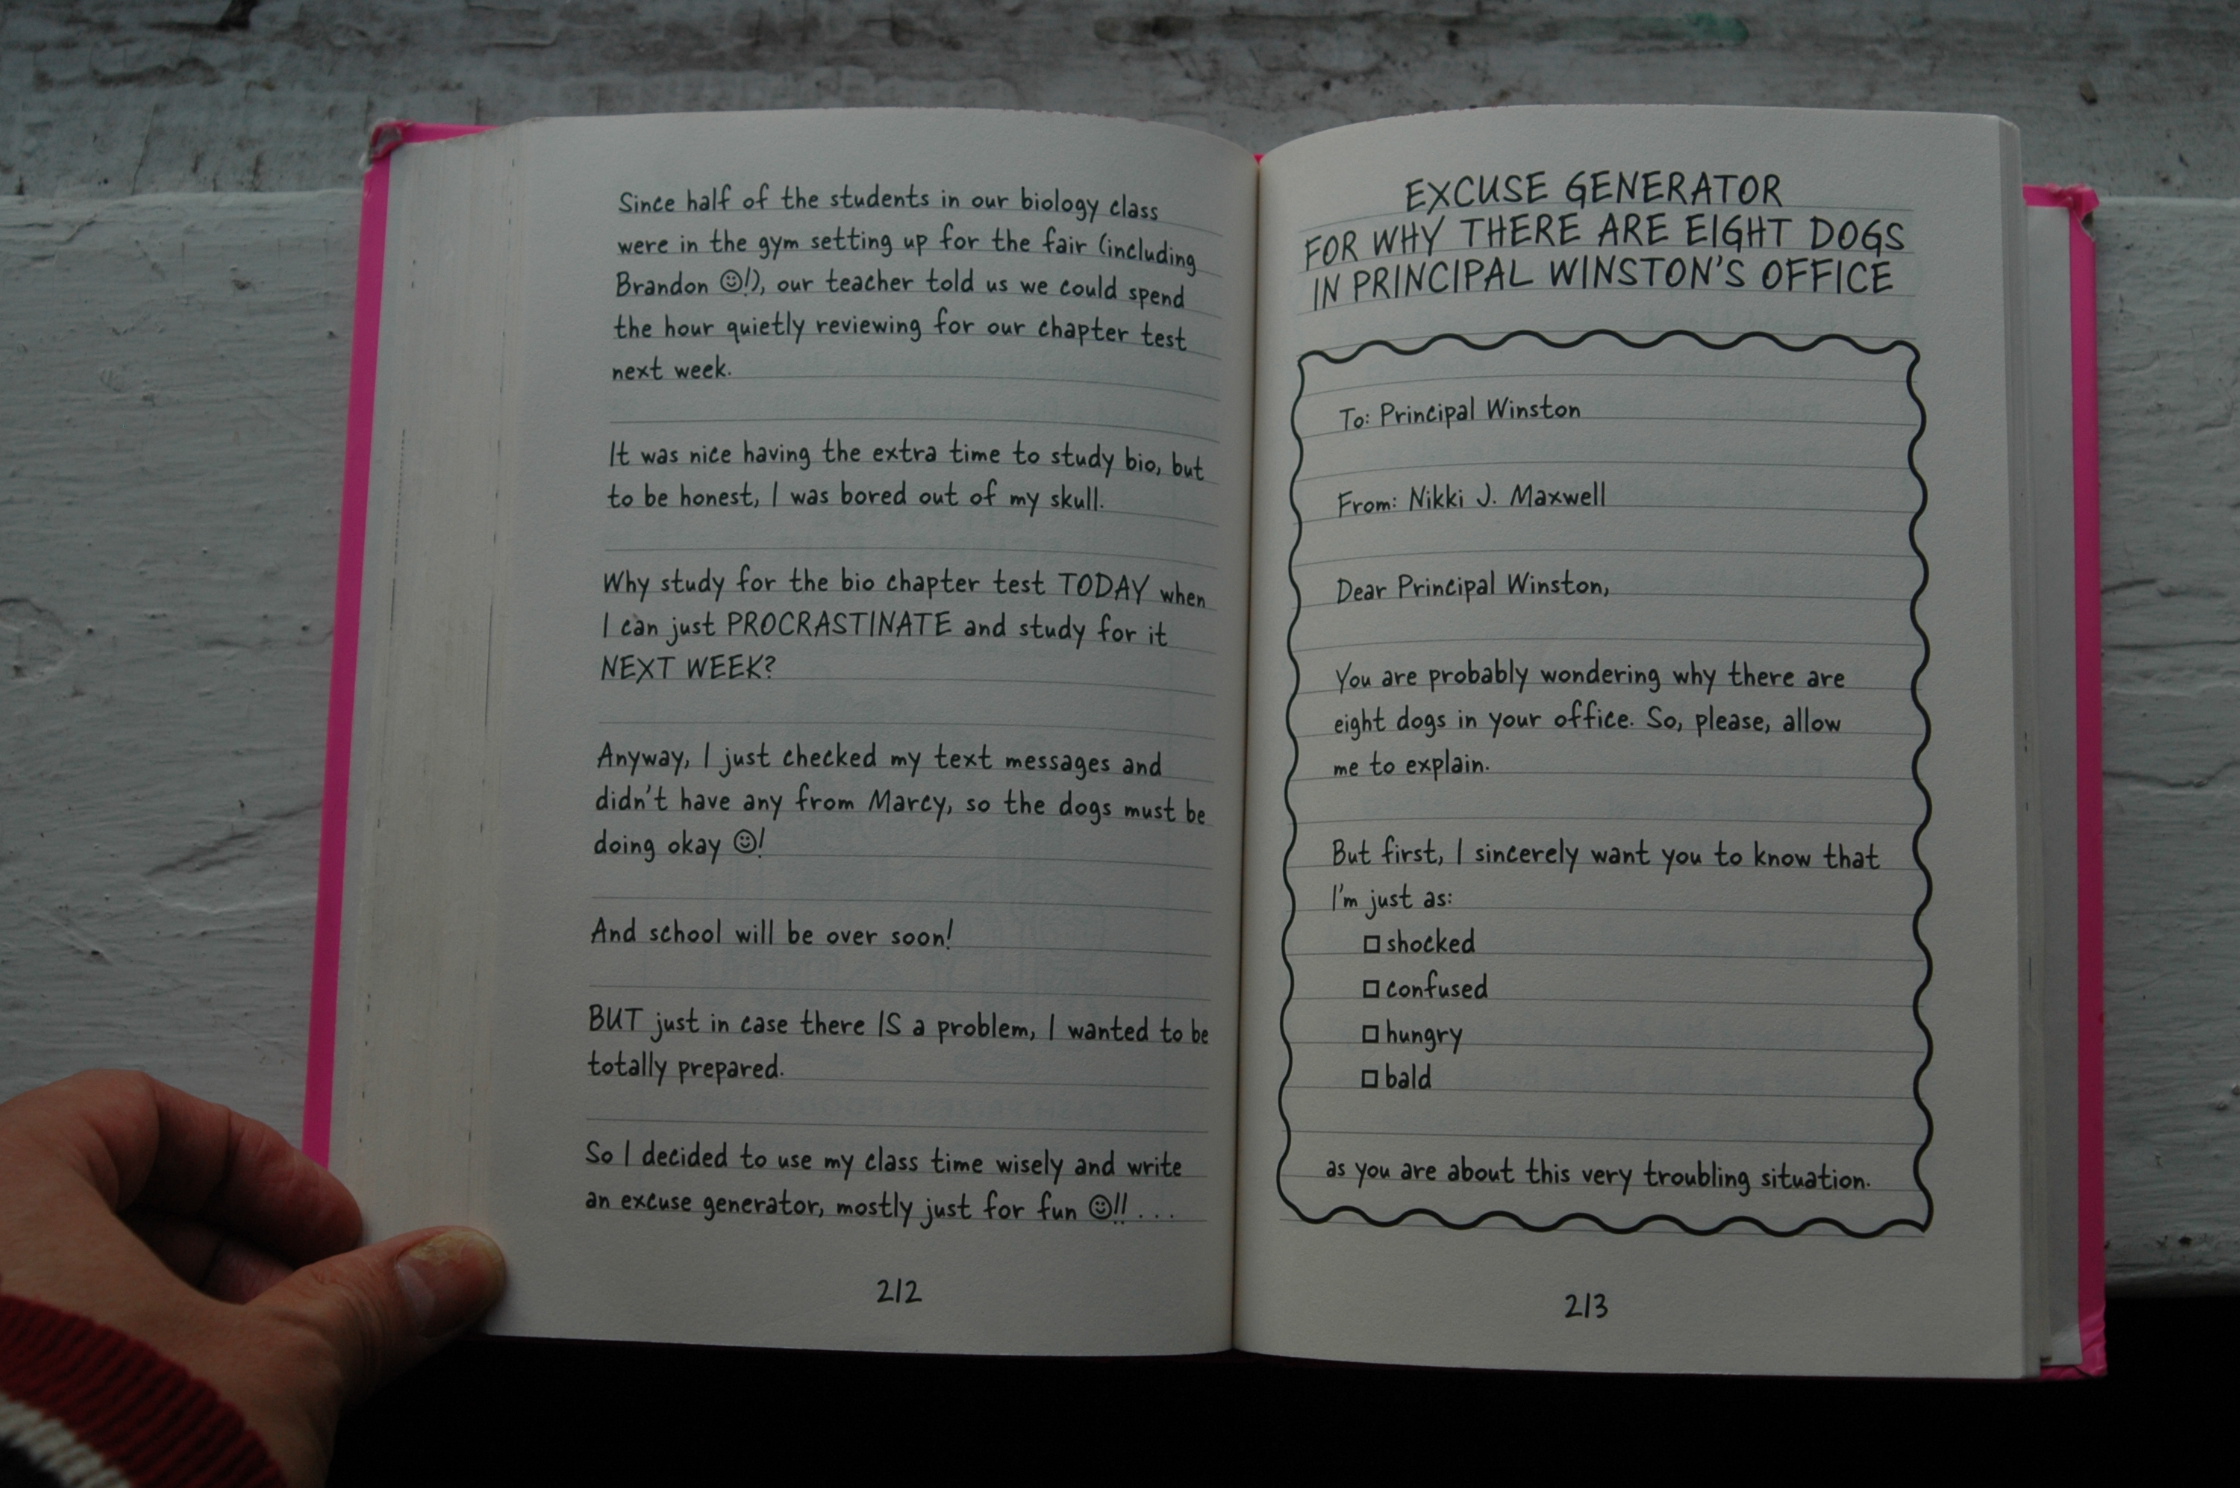 Since half of the students in our biology class
were in the gym setting up for the fair (including
Brandon ☺!), our teacher told us we could spend
the hour quietly reviewing for our chapter test
next week.
It was nice having the extra time to study bio, but
to be honest, I was bored out of my skull.
Why study for the bio chapter test TODAY when
I can just PROCRASTINATE and study for it
NEXT WEEK?
Anyway, I just checked my text messages and
didn't have any from Marcy, so the dogs must be
doing okay ☺!
And school will be over soon!
BUT just in case there IS a problem, I wanted to be
totally prepared.
So I decided to use my class time wisely and write
an excuse generator, mostly just for fun ☺!! . . .
212
EXCUSE GENERATOR
FOR WHY THERE ARE EIGHT DOGS
IN PRINCIPAL WINSTON'S OFFICE
To: Principal Winston
From: Nikki J. Maxwell
Dear Principal Winston,
You are probably wondering why there are
eight dogs in your office. So, please, allow
me to explain.
But first, I sincerely want you to know that
I'm just as:
☐ shocked
☐ confused
☐ hungry
☐ bald
as you are about this very troubling situation.
213